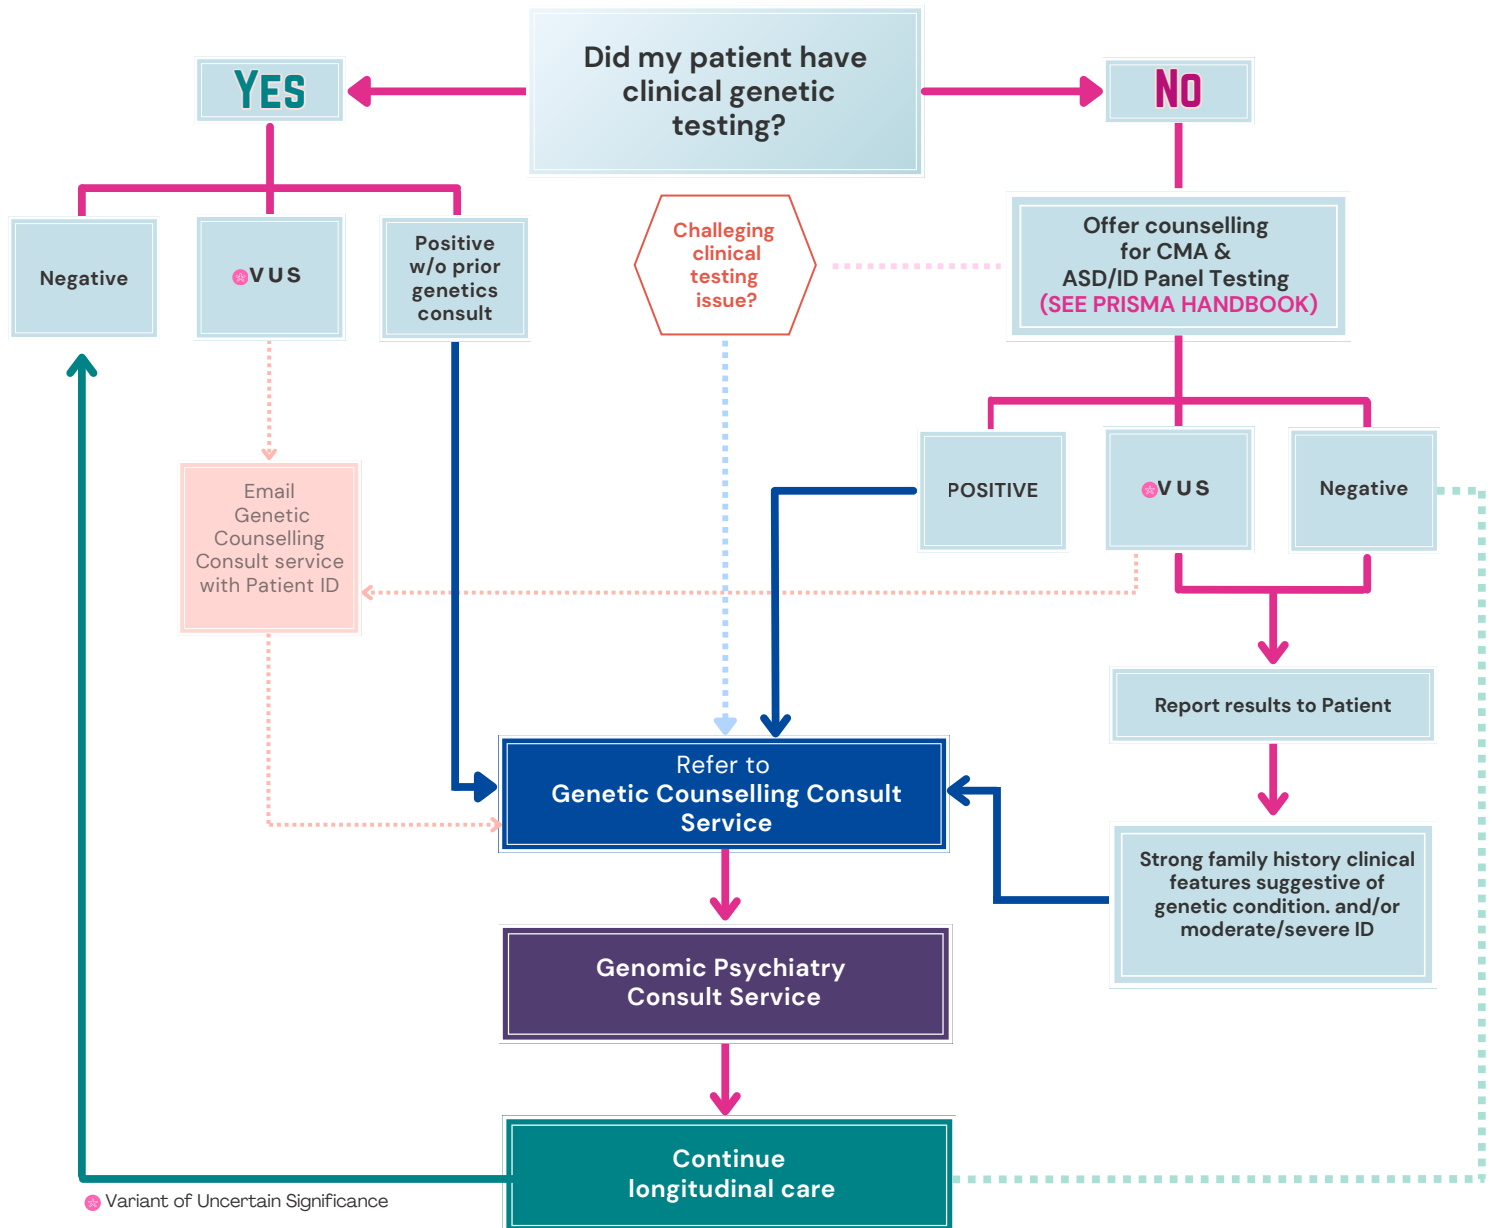 Did my patient have
clinical genetic
testing?
YES
NO
Negative
VUS
Positive
w/o prior
genetics
consult
Challeging
clinical
testing
issue?
Offer counselling
for CMA &
ASD/ID Panel Testing
(SEE PRISMA HANDBOOK)
Email
Genetic
Counselling
Consult service
with Patient ID
POSITIVE
VUS
Negative
Report results to Patient
Refer to
Genetic Counselling Consult
Service
Strong family history clinical
features suggestive of
genetic condition. and/or
moderate/severe ID
Genomic Psychiatry
Consult Service
Continue
longitudinal care
Variant of Uncertain Significance